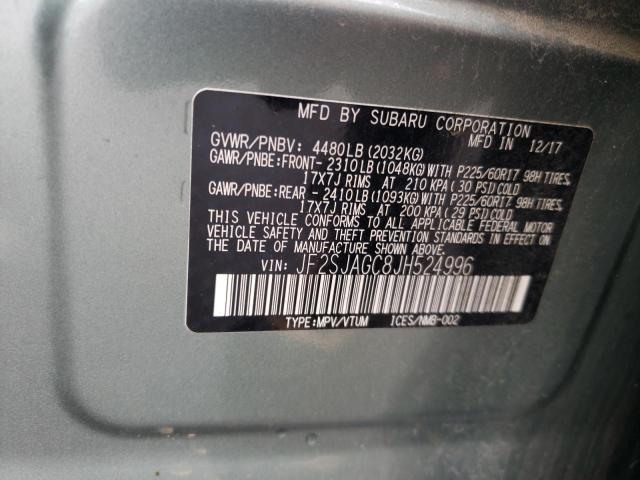 MFD BY SUBARU CORPORATION
MFD IN 12/17
GVWR/PNBV: 4480LB (2032KG)
GAWR/PNBE:FRONT- 2310LB (1048KG) WITH P225/60R17 98H TIRES,
17X7J RIMS AT 210 KPA (30 PSI) COLD
GAWR/PNBE:REAR - 2410LB (1093KG) WITH P225/60R17 98H TIRES,
17X7J RIMS AT 200 KPA (29 PSI) COLD
THIS VEHICLE CONFORMS TO ALL APPLICABLE FEDERAL MOTOR
VEHICLE SAFETY AND THEFT PREVENTION STANDARDS IN EFFECT ON
THE DATE OF MANUFACTURE SHOWN ABOVE.
VIN: JF2SJAGC8JH524996
TYPE:MPV/VTUM ICES/NMB-002